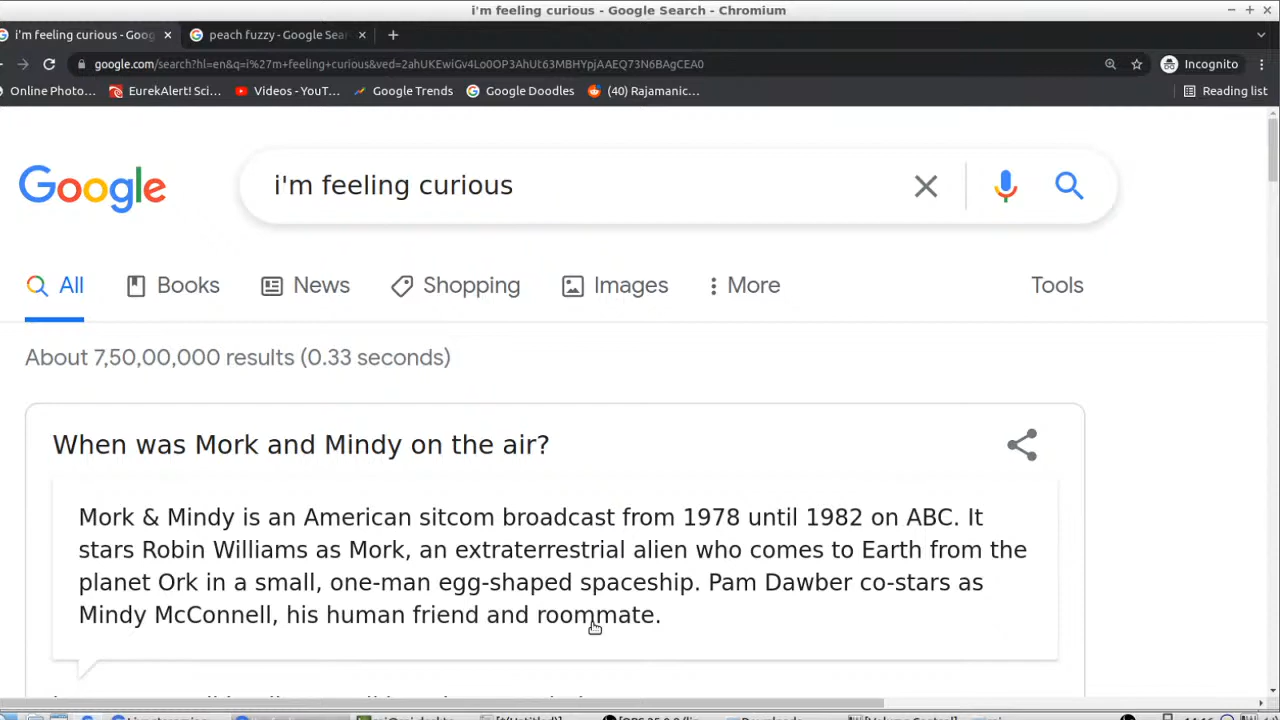 i'm feeling curious - Google Search - Chromium
i'm feeling curious - Goog
peach fuzzy - Google Sear
google.com/search?hl=en&q=i%27m+feeling+curious&ved=2ahUKEwiGv4Lo0OP3AhUt63MBHYpjAAEQ73N6BAgCEA0
Incognito
Online Photo...
EurekAlert! Sci...
Videos - YouT...
Google Trends
Google Doodles
(40) Rajamanic...
Reading list
Google
i'm feeling curious
All
Books
News
Shopping
Images
More
Tools
About 7,50,00,000 results (0.33 seconds)
When was Mork and Mindy on the air?
Mork & Mindy is an American sitcom broadcast from 1978 until 1982 on ABC. It
stars Robin Williams as Mork, an extraterrestrial alien who comes to Earth from the
planet Ork in a small, one-man egg-shaped spaceship. Pam Dawber co-stars as
Mindy McConnell, his human friend and roommate.